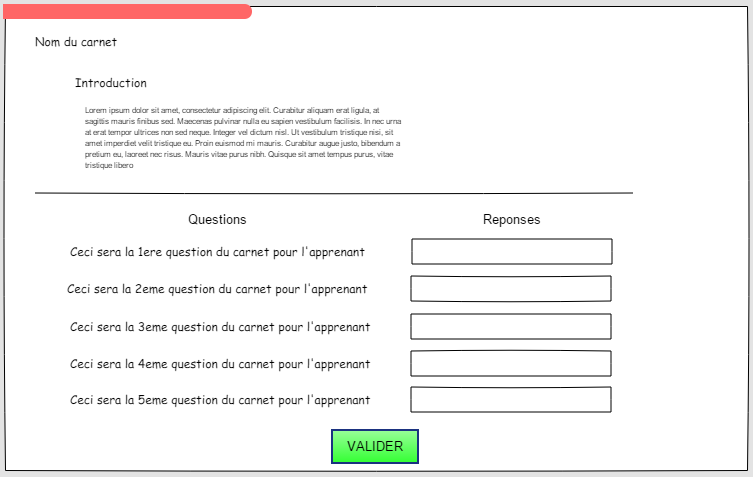 Nom du carnet
Introduction
Lorem ipsum dolor sit amet, consectetur adipiscing elit. Curabitur aliquam erat ligula, at
sagittis mauris finibus sed. Maecenas pulvinar nulla eu sapien vestibulum facilisis. In nec urna
at erat tempor ultrices non sed neque. Integer vel dictum nisl. Ut vestibulum tristique nisi, sit
amet imperdiet velit tristique eu. Proin euismod mi mauris. Curabitur augue justo, bibendum a
pretium eu, laoreet nec risus. Mauris vitae purus nibh. Quisque sit amet tempus purus, vitae
tristique libero
Questions Reponses
Ceci sera la 1ere question du carnet pour l'apprenant
Ceci sera la 2eme question du carnet pour l'apprenant
Ceci sera la 3eme question du carnet pour l'apprenant
Ceci sera la 4eme question du carnet pour l'apprenant
Ceci sera la 5eme question du carnet pour l'apprenant
VALIDER